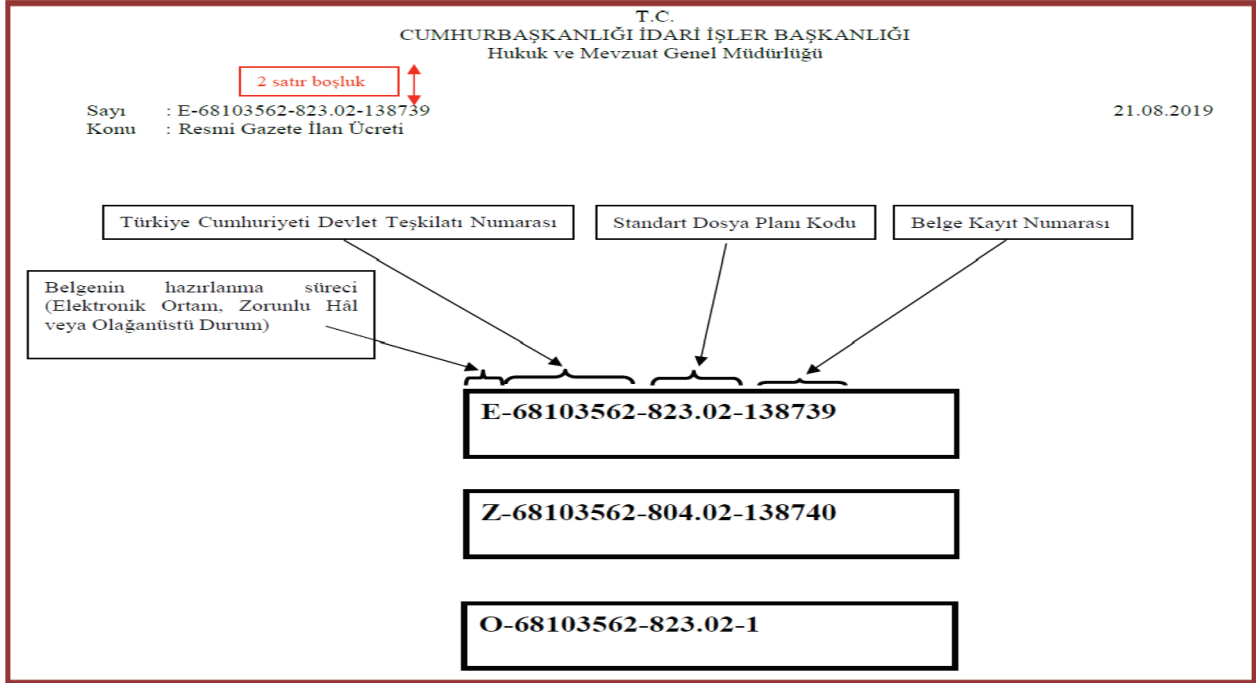 T.C.
CUMHURBAŞKANLIĞI İDARİ İŞLER BAŞKANLIĞI
Hukuk ve Mevzuat Genel Müdürlüğü
2 satır boşluk
Sayı : E-68103562-823.02-138739 21.08.2019
Konu : Resmi Gazete İlan Ücreti
Türkiye Cumhuriyeti Devlet Teşkilatı Numarası
Standart Dosya Planı Kodu
Belge Kayıt Numarası
Belgenin hazırlanma süreci
(Elektronik Ortam, Zorunlu Hâl
veya Olağanüstü Durum)
E-68103562-823.02-138739
Z-68103562-804.02-138740
O-68103562-823.02-1